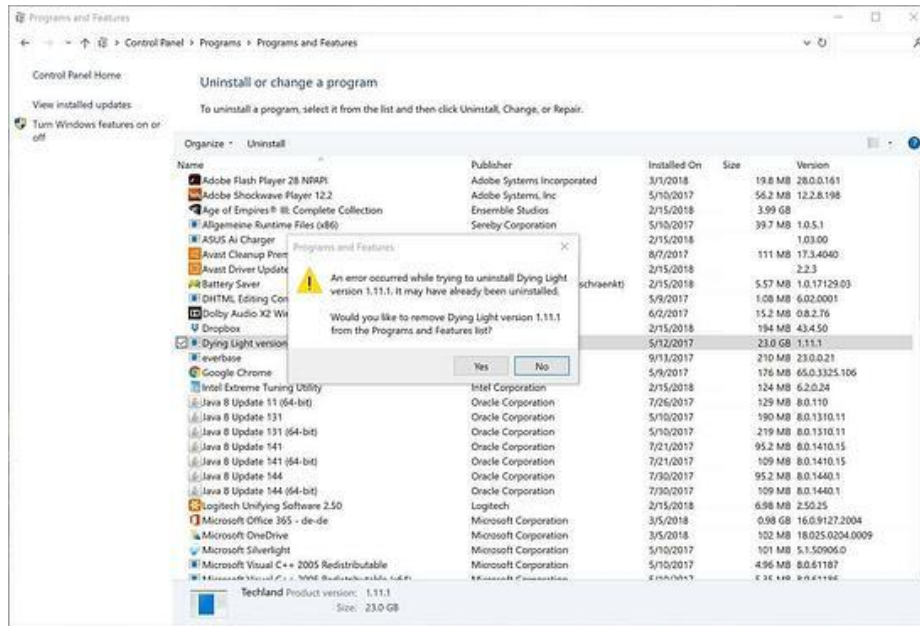 Programs and Features
Control Panel > Programs > Programs and Features
Control Panel Home
View installed updates
Turn Windows features on or
off
Uninstall or change a program
To uninstall a program, select it from the list and then click Uninstall, Change, or Repair.
Organize Uninstall
Name Publisher Installed On Size Version
Adobe Flash Player 28 NPAPI Adobe Systems Incorporated 3/1/2018 19.8 MB 28.0.0.161
Adobe Shockwave Player 12.2 Adobe Systems, Inc 5/10/2017 56.2 MB 12.2.8.198
Age of Empires® III: Complete Collection Ensemble Studios 2/15/2018 3.99 GB
Allgemeine Runtime Files (x86) Sereby Corporation 5/10/2017 39.7 MB 1.0.5.1
ASUS Ai Charger 2/15/2018 1.03.00
Avast Cleanup Prem 8/7/2017 111 MB 17.3.4040
Avast Driver Update 2/15/2018 2.2.3
Battery Saver schraenkt) 2/15/2018 5.57 MB 1.0.17129.03
DHTML Editing Con 5/9/2017 1.08 MB 6.02.0001
Dolby Audio X2 Wi 6/2/2017 15.2 MB 0.8.2.76
Dropbox 2/15/2018 194 MB 43.4.50
Dying Light version 5/12/2017 23.0 GB 1.11.1
everbase 9/13/2017 210 MB 23.0.0.21
Google Chrome 5/9/2017 176 MB 65.0.3325.106
Intel Extreme Tuning Utility Intel Corporation 2/15/2018 124 MB 6.2.0.24
Java 8 Update 11 (64-bit) Oracle Corporation 7/26/2017 129 MB 8.0.110
Java 8 Update 131 Oracle Corporation 5/10/2017 190 MB 8.0.1310.11
Java 8 Update 131 (64-bit) Oracle Corporation 5/10/2017 219 MB 8.0.1310.11
Java 8 Update 141 Oracle Corporation 7/21/2017 95.2 MB 8.0.1410.15
Java 8 Update 141 (64-bit) Oracle Corporation 7/21/2017 109 MB 8.0.1410.15
Java 8 Update 144 Oracle Corporation 7/30/2017 95.2 MB 8.0.1440.1
Java 8 Update 144 (64-bit) Oracle Corporation 7/30/2017 109 MB 8.0.1440.1
Logitech Unifying Software 2.50 Logitech 2/15/2018 6.98 MB 2.50.25
Microsoft Office 365 - de-de Microsoft Corporation 3/5/2018 0.98 GB 16.0.9127.2004
Microsoft OneDrive Microsoft Corporation 3/5/2018 102 MB 18.025.0204.0009
Microsoft Silverlight Microsoft Corporation 5/10/2017 101 MB 5.1.50906.0
Microsoft Visual C++ 2005 Redistributable Microsoft Corporation 5/10/2017 4.96 MB 8.0.61187
Programs and Features
An error occurred while trying to uninstall Dying Light
version 1.11.1. It may have already been uninstalled.
Would you like to remove Dying Light version 1.11.1
from the Programs and Features list?
Yes No
Techland Product version: 1.11.1
Size: 23.0 GB